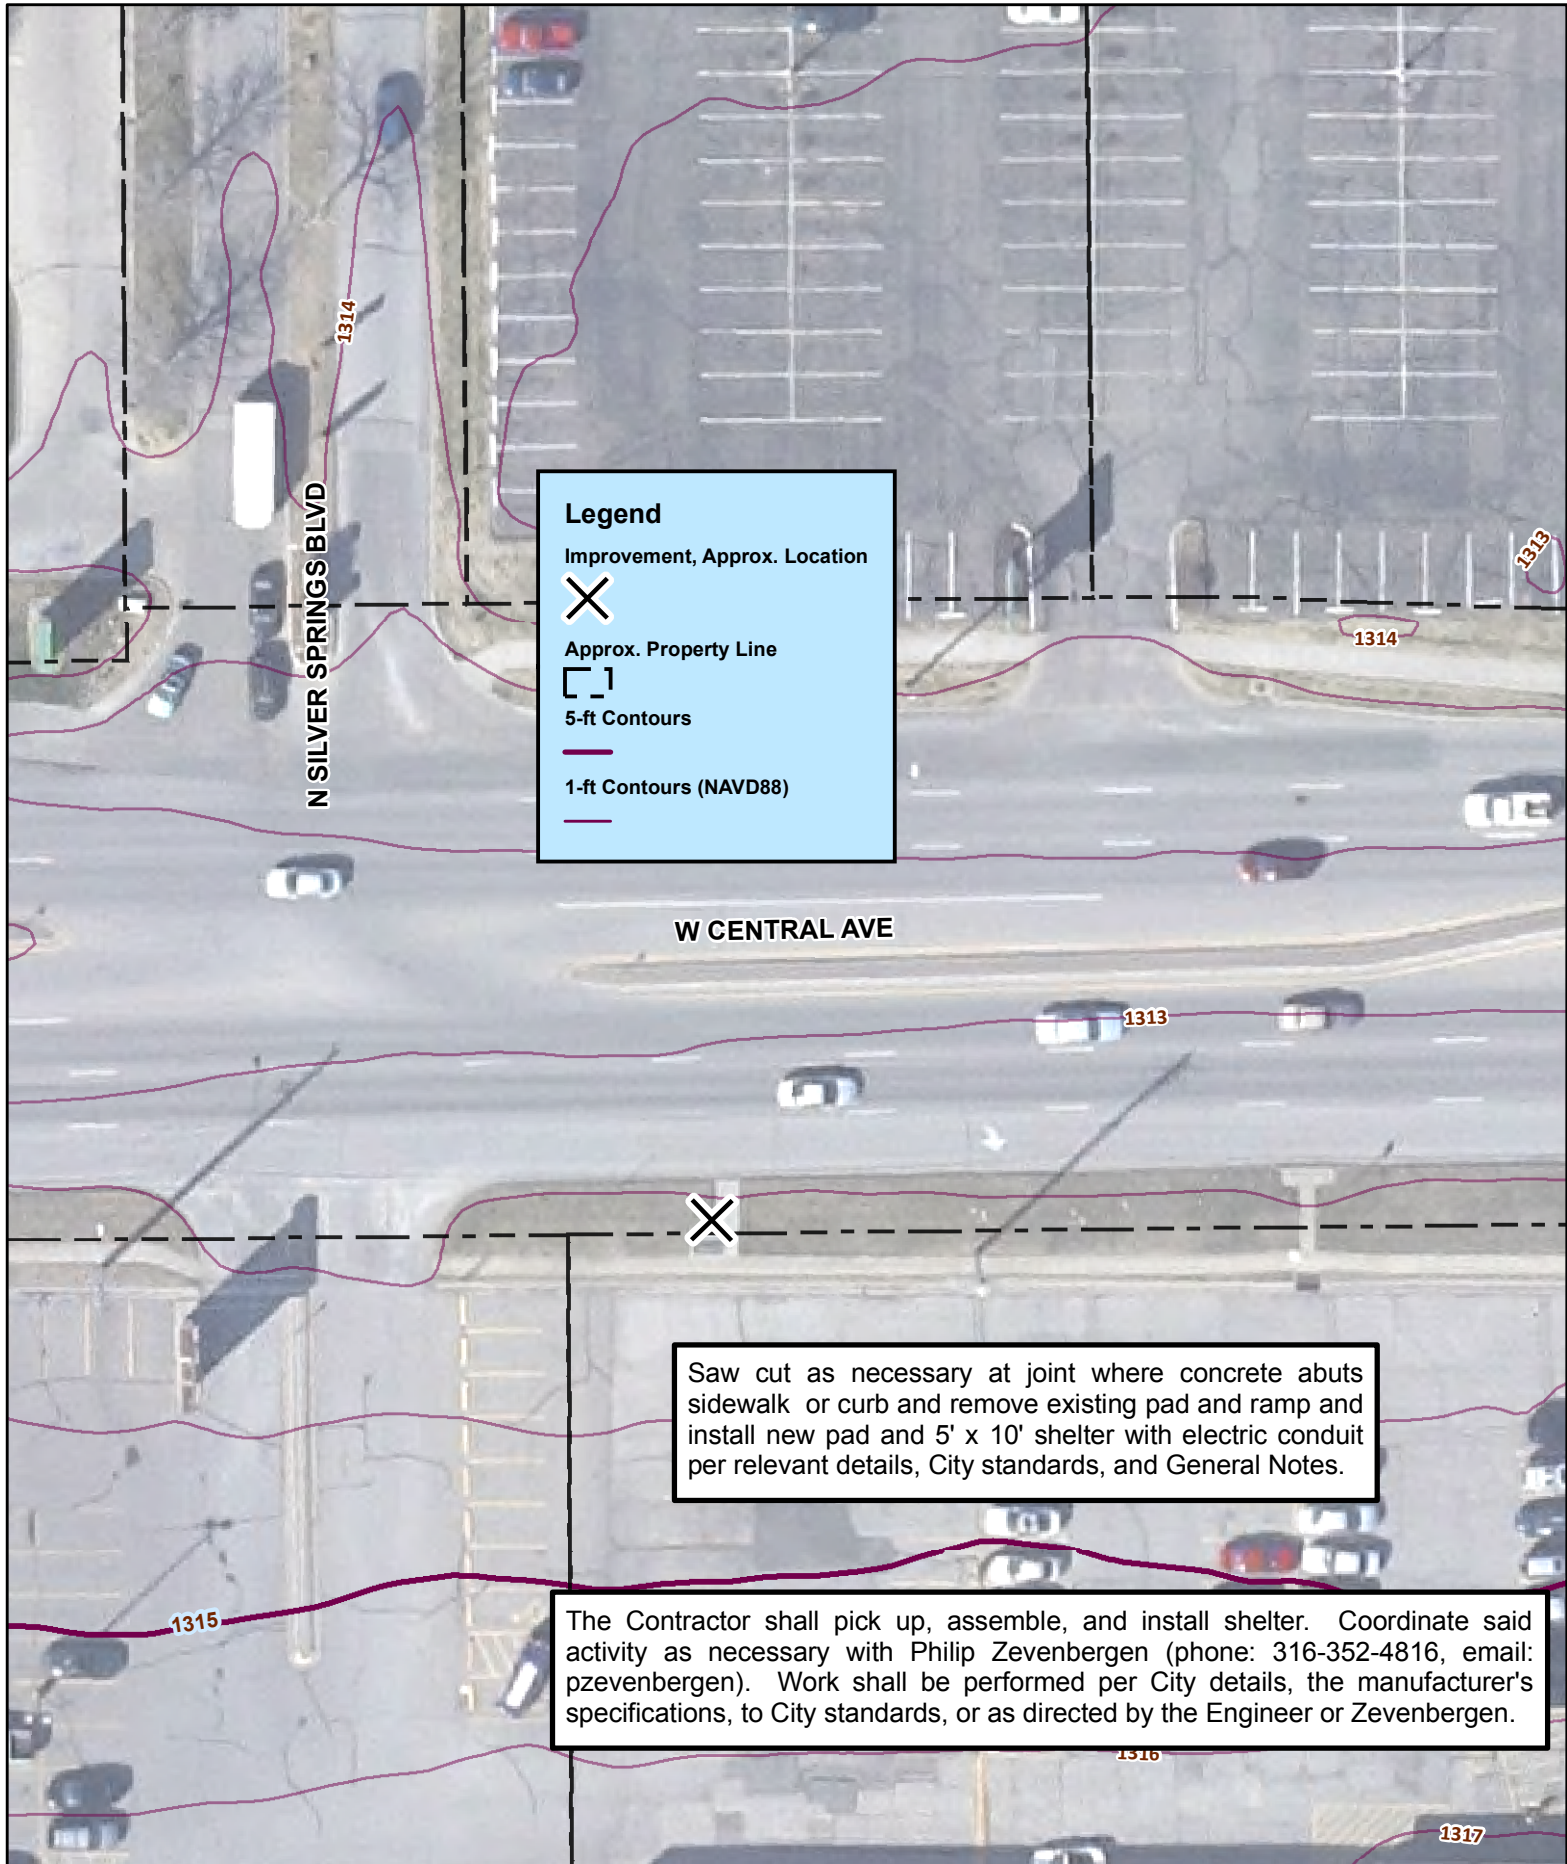 1314
N SILVER SPRINGS BLVD
Legend
Improvement, Approx. Location
Approx. Property Line
5-ft Contours
1-ft Contours (NAVD88)
1313
1314
W CENTRAL AVE
1313
Saw cut as necessary at joint where concrete abuts
sidewalk or curb and remove existing pad and ramp and
install new pad and 5' x 10' shelter with electric conduit
per relevant details, City standards, and General Notes.
1315
The Contractor shall pick up, assemble, and install shelter. Coordinate said
activity as necessary with Philip Zevenbergen (phone: 316-352-4816, email:
pzevenbergen). Work shall be performed per City details, the manufacturer's
specifications, to City standards, or as directed by the Engineer or Zevenbergen.
1316
1317